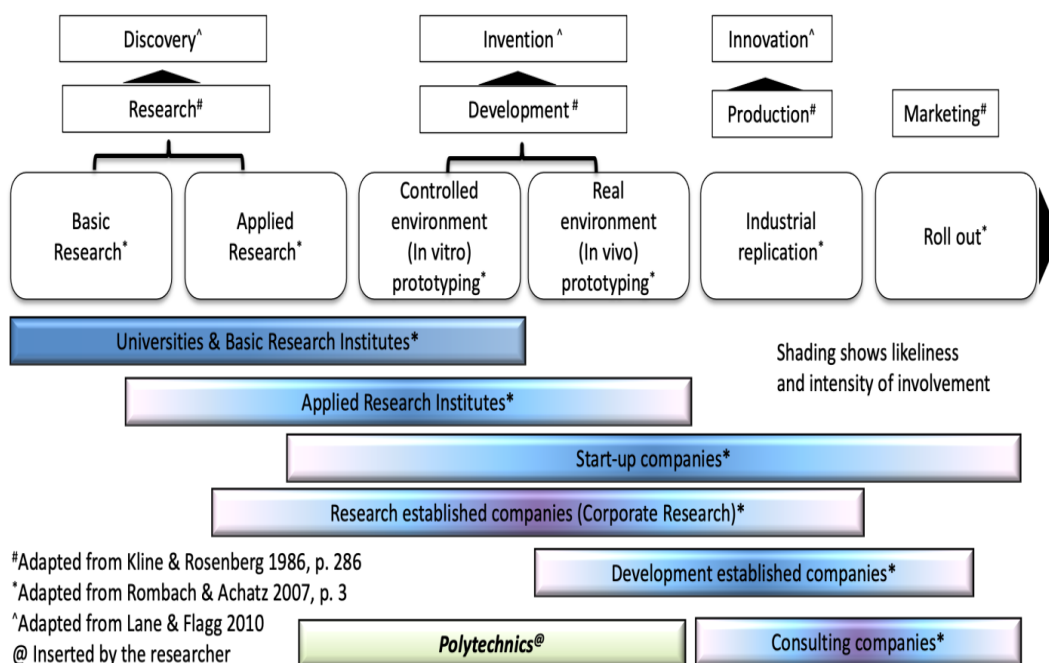 Discovery^
Invention^
Innovation^
Research#
Development#
Production#
Marketing#
Basic
Research*
Applied
Research*
Controlled
environment
(In vitro)
prototyping*
Real
environment
(In vivo)
prototyping*
Industrial
replication*
Roll out*
Universities & Basic Research Institutes*
Shading shows likeliness
and intensity of involvement
Applied Research Institutes*
Start-up companies*
Research established companies (Corporate Research)*
Development established companies*
Polytechnics@
Consulting companies*
#Adapted from Kline & Rosenberg 1986, p. 286
*Adapted from Rombach & Achatz 2007, p. 3
^Adapted from Lane & Flagg 2010
@ Inserted by the researcher